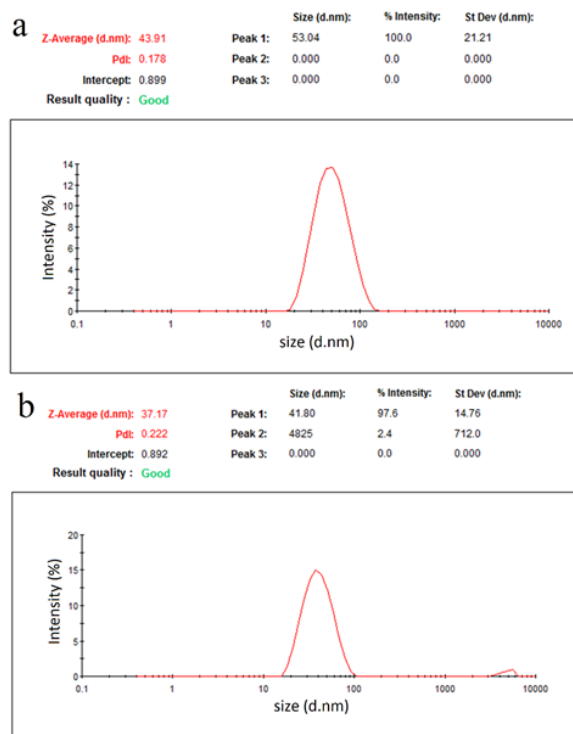 a
Size (d.nm): % Intensity: St Dev (d.nm):
Z-Average (d.nm): 43.91 Peak 1: 53.04 100.0 21.21
PdI: 0.178 Peak 2: 0.000 0.0 0.000
Intercept: 0.899 Peak 3: 0.000 0.0 0.000
Result quality : Good
Intensity (%)
14
12
10
8
6
4
2
0
0.1 1 10 100 1000 10000
size (d.nm)
b
Size (d.nm): % Intensity: St Dev (d.nm):
Z-Average (d.nm): 37.17 Peak 1: 41.80 97.6 14.76
PdI: 0.222 Peak 2: 4825 2.4 712.0
Intercept: 0.892 Peak 3: 0.000 0.0 0.000
Result quality : Good
Intensity (%)
20
15
10
5
0
0.1 1 10 100 1000 10000
size (d.nm)